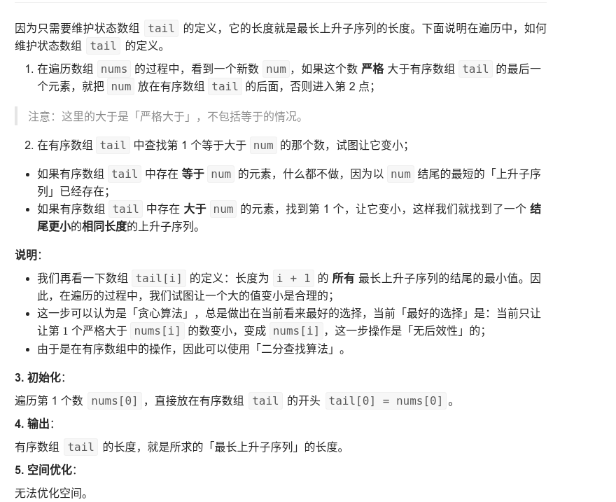 因为只需要维护状态数组 tail 的定义，它的长度就是最长上升子序列的长度。下面说明在遍历中，如何
维护状态数组 tail 的定义。
1. 在遍历数组 nums 的过程中，看到一个新数 num，如果这个数 严格 大于有序数组 tail 的最后一
个元素，就把 num 放在有序数组 tail 的后面，否则进入第 2 点；
注意：这里的大于是「严格大于」，不包括等于的情况。
2. 在有序数组 tail 中查找第 1 个等于大于 num 的那个数，试图让它变小；
• 如果有序数组 tail 中存在 等于 num 的元素，什么都不做，因为以 num 结尾的最短的「上升子序
列」已经存在；
• 如果有序数组 tail 中存在 大于 num 的元素，找到第 1 个，让它变小，这样我们就找到了一个 结
尾更小的相同长度的上升子序列。
说明：
• 我们再看一下数组 tail[i] 的定义：长度为 i + 1 的 所有 最长上升子序列的结尾的最小值。因
此，在遍历的过程中，我们试图让一个大的值变小是合理的；
• 这一步可以认为是「贪心算法」，总是做出在当前看来最好的选择，当前「最好的选择」是：当前只让
让第 1 个严格大于 nums[i] 的数变小，变成 nums[i]，这一步操作是「无后效性」的；
• 由于是在有序数组中的操作，因此可以使用「二分查找算法」。
3. 初始化：
遍历第 1 个数 nums[0]，直接放在有序数组 tail 的开头 tail[0] = nums[0]。
4. 输出：
有序数组 tail 的长度，就是所求的「最长上升子序列」的长度。
5. 空间优化：
无法优化空间。